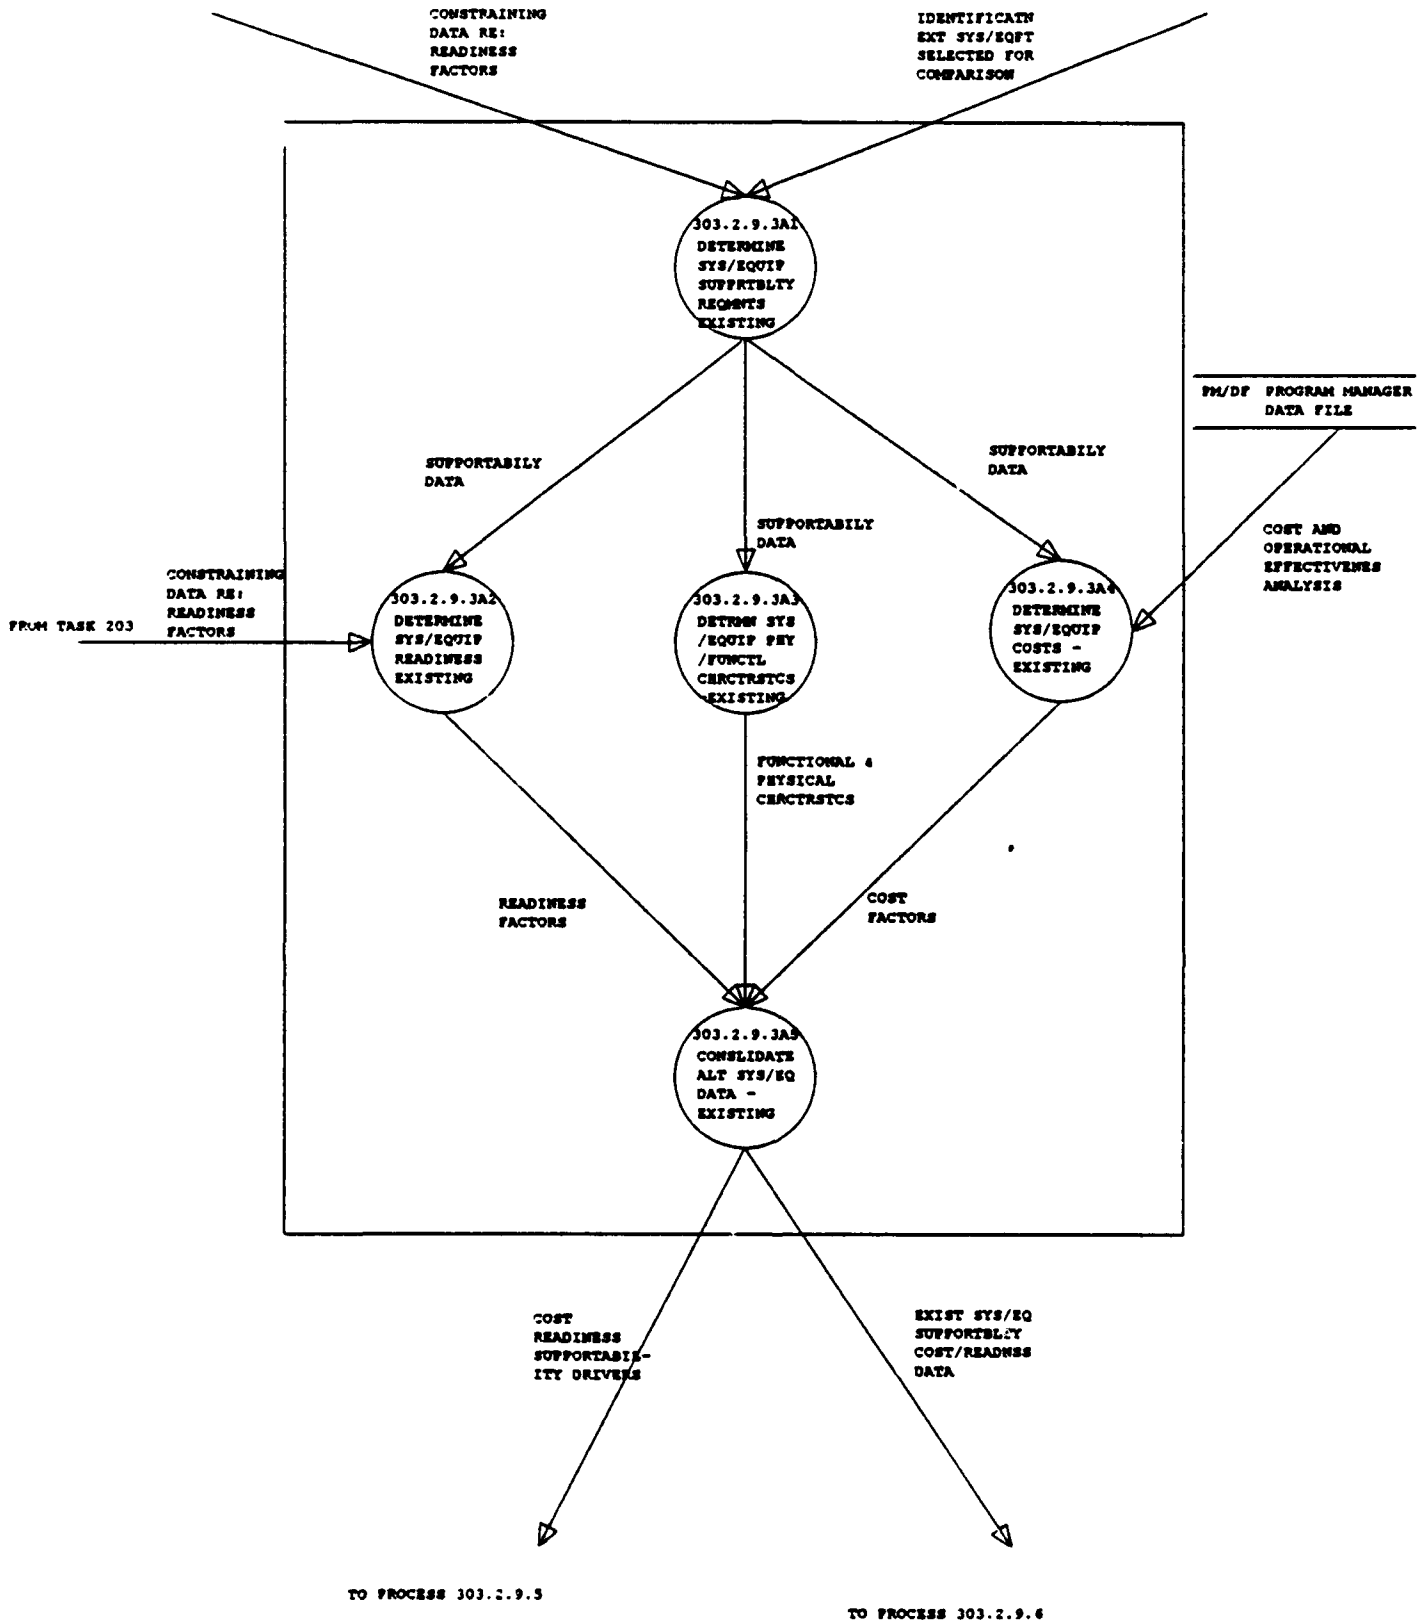 CONSTRAINING
DATA RE:
READINESS
FACTORS
IDENTIFICATN
EXT SYS/EQPT
SELECTED FOR
COMPARISON
303.2.9.3A1
DETERMINE
SYS/EQUIP
SUPPRTBLTY
REQMNTS
EXISTING
PM/DF PROGRAM MANAGER
DATA FILE
SUPPORTABILY
DATA
SUPPORTABILY
DATA
SUPPORTABILY
DATA
COST AND
OPERATIONAL
EFFECTIVENES
ANALYSIS
CONSTRAINING
DATA RE:
READINESS
FACTORS
FROM TASK 203
303.2.9.3A2
DETERMINE
SYS/EQUIP
READINESS
EXISTING
303.2.9.3A3
DETRMN SYS
/EQUIP PHY
/FUNCTL
CHRCTRSTCS
-EXISTING
303.2.9.3A4
DETERMINE
SYS/EQUIP
COSTS -
EXISTING
FUNCTIONAL &
PHYSICAL
CHRCTRSTCS
READINESS
FACTORS
COST
FACTORS
303.2.9.3A5
CONSLIDATE
ALT SYS/EQ
DATA -
EXISTING
COST
READINESS
SUPPORTABIL-
ITY DRIVERS
EXIST SYS/EQ
SUPPORTBLTY
COST/READNSS
DATA
TO PROCESS 303.2.9.5
TO PROCESS 303.2.9.6